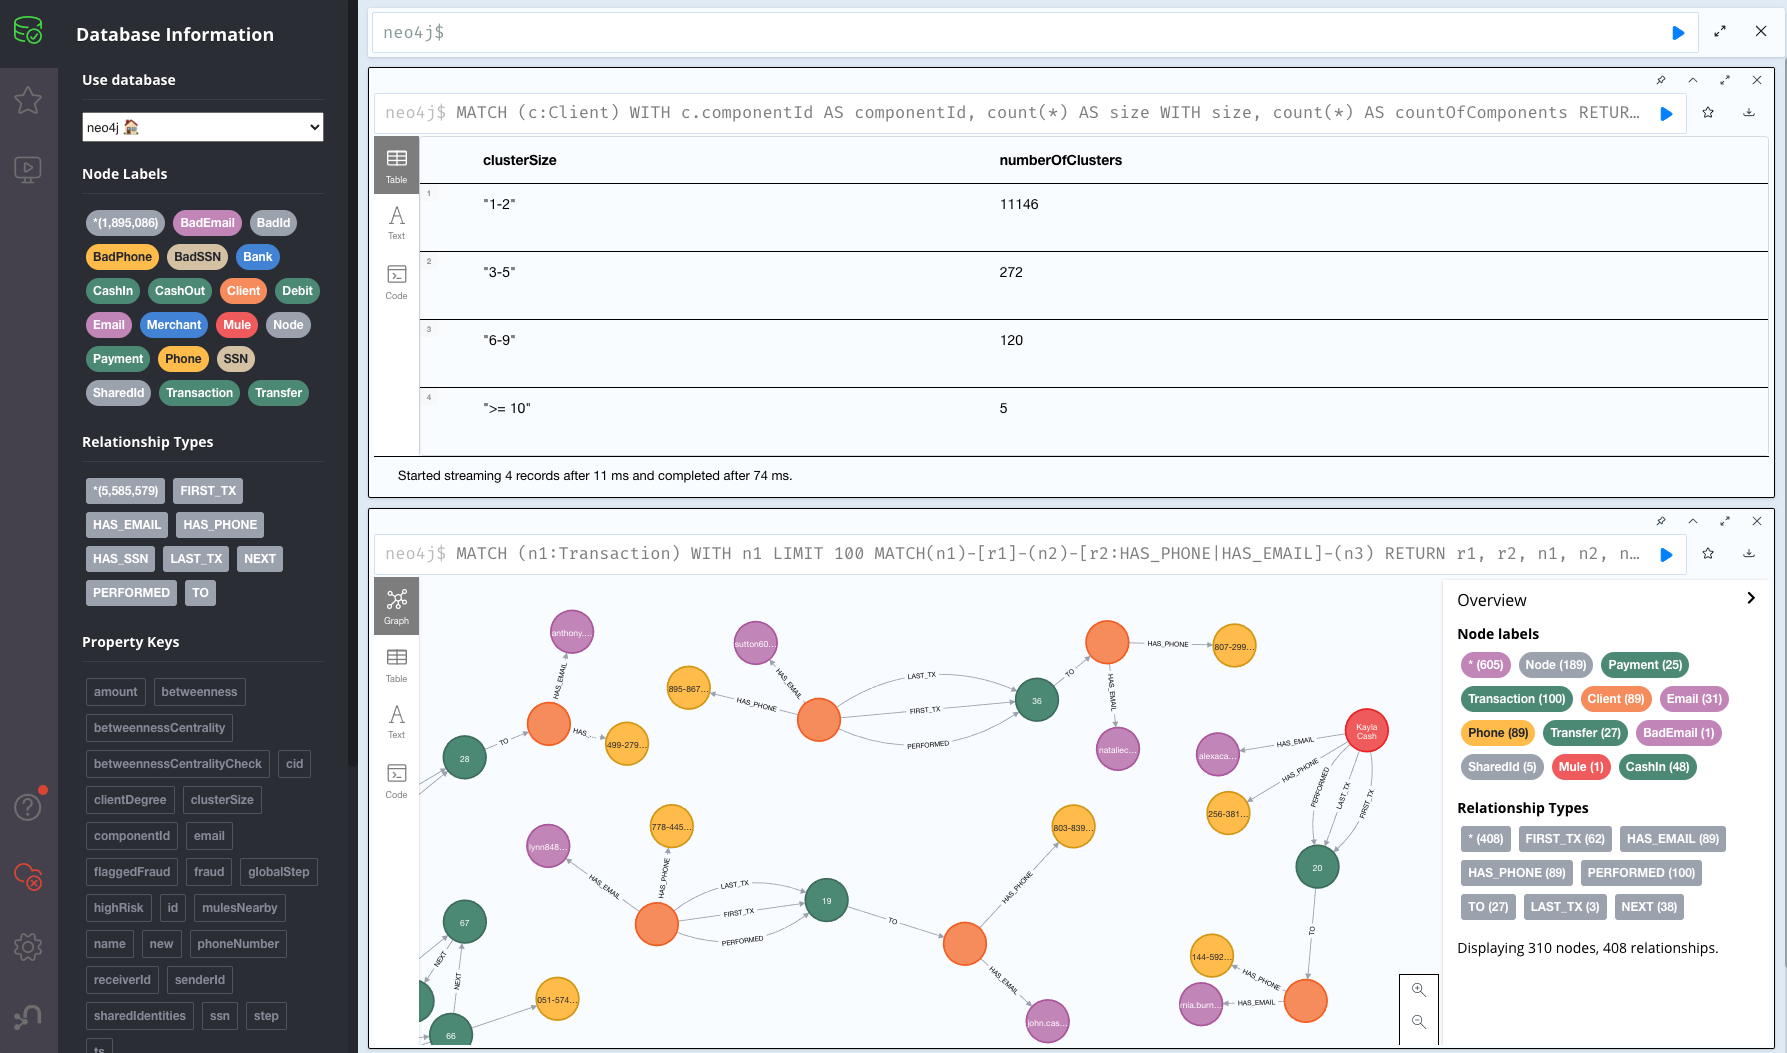 Database Information
Use database
neo4j
Node Labels
*(1,895,086) BadEmail BadId
BadPhone BadSSN Bank
CashIn CashOut Client Debit
Email Merchant Mule Node
Payment Phone SSN
SharedId Transaction Transfer
Relationship Types
*(5,585,579) FIRST_TX
HAS_EMAIL HAS_PHONE
HAS_SSN LAST_TX NEXT
PERFORMED TO
Property Keys
amount betweenness
betweennessCentrality
betweennessCentralityCheck cid
clientDegree clusterSize
componentId email
flaggedFraud fraud globalStep
highRisk id mulesNearby
name new phoneNumber
receiverId senderId
sharedIdentities ssn step
ts
neo4j$
neo4j$ MATCH (c:Client) WITH c.componentId AS componentId, count(*) AS size WITH size, count(*) AS countOfComponents RETUR…
Table
Text
Code
clusterSize numberOfClusters
1 "1-2" 11146
2 "3-5" 272
3 "6-9" 120
4 ">= 10" 5
Started streaming 4 records after 11 ms and completed after 74 ms.
neo4j$ MATCH (n1:Transaction) WITH n1 LIMIT 100 MATCH(n1)-[r1]-(n2)-[r2:HAS_PHONE|HAS_EMAIL]-(n3) RETURN r1, r2, n1, n2, n…
Graph
Table
Text
Code
anthony....
HAS_EMAIL
HAS...
499-279...
TO
28
sutton60...
HAS_EMAIL
895-867...
HAS_PHONE
LAST_TX
FIRST_TX
PERFORMED
36
TO
HAS_PHONE
807-299...
HAS_EMAIL
nataliec...
Kayla
Cash
HAS_EMAIL
alexaca...
HAS_PHONE
256-381...
PERFORMED
LAST_TX
FIRST_TX
20
TO
144-592...
HAS_PHONE
mia.burn...
HAS_EMAIL
778-445...
lynn848...
HAS_EMAIL
HAS_PHONE
LAST_TX
FIRST_TX
PERFORMED
19
TO
803-839...
HAS_PHONE
HAS_EMAIL
john.cas...
67
NEXT
NEXT
66
051-574...
Overview
Node labels
* (605) Node (189) Payment (25)
Transaction (100) Client (89) Email (31)
Phone (89) Transfer (27) BadEmail (1)
SharedId (5) Mule (1) CashIn (48)
Relationship Types
* (408) FIRST_TX (62) HAS_EMAIL (89)
HAS_PHONE (89) PERFORMED (100)
TO (27) LAST_TX (3) NEXT (38)
Displaying 310 nodes, 408 relationships.